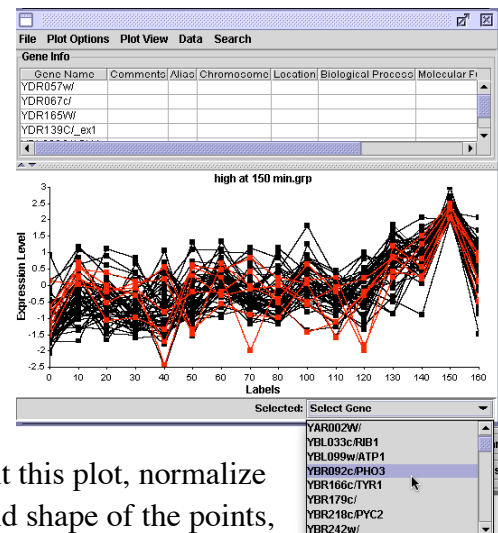 File Plot Options Plot View Data Search
Gene Info
Gene Name Comments Alias Chromosome Location Biological Process Molecular Fu
YDR057w/
YDR067c/
YDR165W/
YDR139C/_ex1
high at 150 min.grp
Expression Level
3
2.5
2
1.5
1
0.5
0
-0.5
-1
-1.5
-2
-2.5
0 10 20 30 40 50 60 70 80 90 100 110 120 130 140 150 160
Labels
Selected: Select Gene
YAR002W/
YBL033c/RIB1
YBL099w/ATP1
YBR092c/PHO3
YBR166c/TYR1
YBR179c/
YBR218c/PYC2
YBR242w/
t this plot, normalize
d shape of the points,